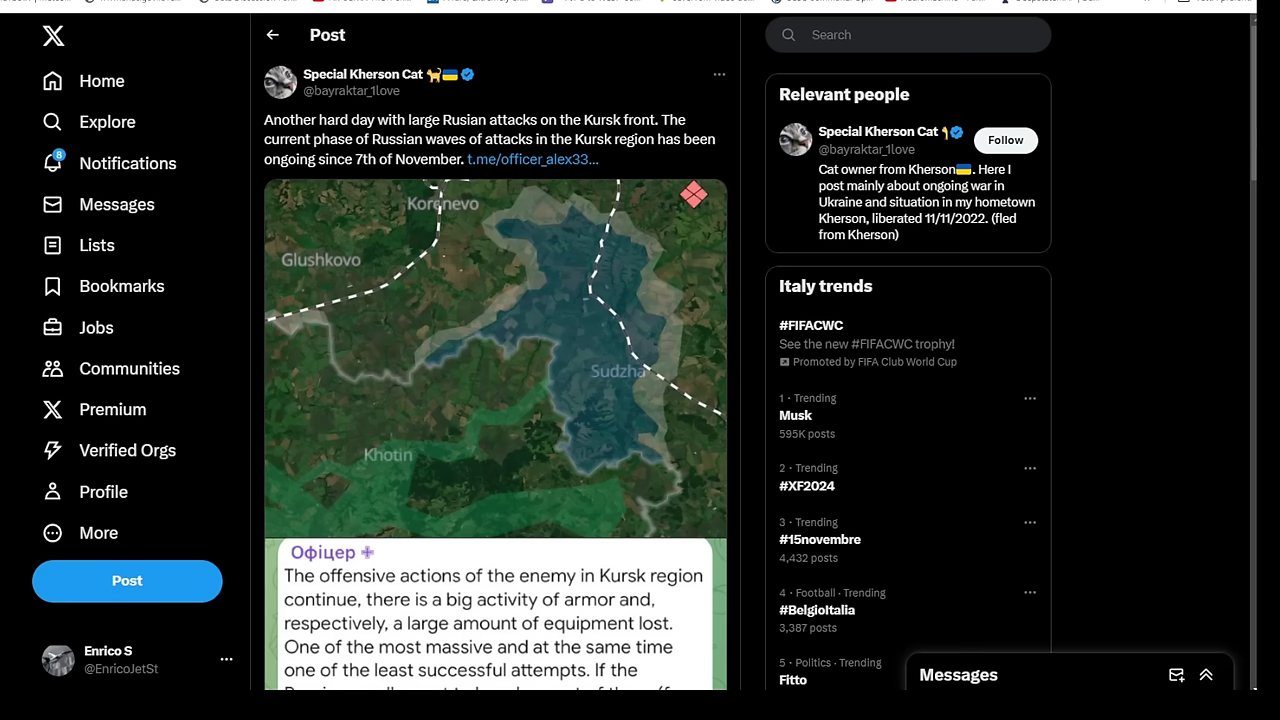 Post
Special Kherson Cat
@bayraktar_1love
Another hard day with large Rusian attacks on the Kursk front. The
current phase of Russian waves of attacks in the Kursk region has been
ongoing since 7th of November. t.me/officer_alex33...
Korenevo
Glushkovo
Sudzha
Khotin
Офіцер
The offensive actions of the enemy in Kursk region
continue, there is a big activity of armor and,
respectively, a large amount of equipment lost.
One of the most massive and at the same time
one of the least successful attempts. If the
Home
Explore
8
Notifications
Messages
Lists
Bookmarks
Jobs
Communities
Premium
Verified Orgs
Profile
More
Post
Enrico S
@EnricoJetSt
Search
Relevant people
Special Kherson Cat
@bayraktar_1love
Follow
Cat owner from Kherson. Here I
post mainly about ongoing war in
Ukraine and situation in my hometown
Kherson, liberated 11/11/2022. (fled
from Kherson)
Italy trends
#FIFACWC
See the new #FIFACWC trophy!
Promoted by FIFA Club World Cup
1 · Trending
Musk
595K posts
2 · Trending
#XF2024
3 · Trending
#15novembre
4,432 posts
4 · Football · Trending
#BelgioItalia
3,387 posts
5 · Politics · Trending
Fitto
Messages